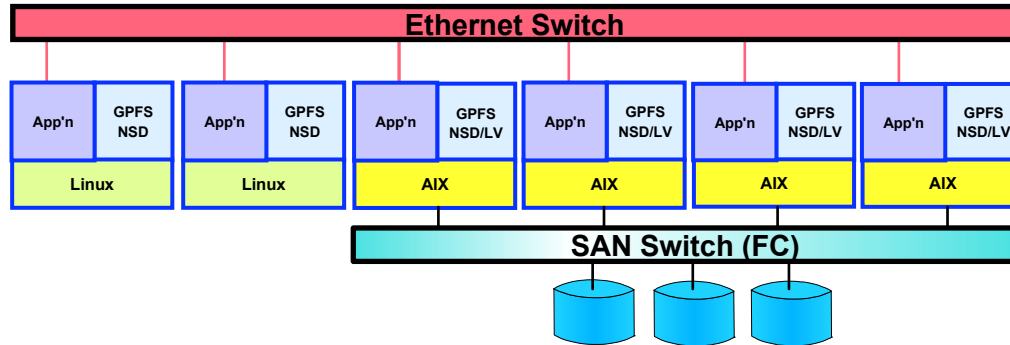 Ethernet Switch
App'n
GPFS
NSD
Linux
App'n
GPFS
NSD
Linux
App'n
GPFS
NSD/LV
AIX
App'n
GPFS
NSD/LV
AIX
App'n
GPFS
NSD/LV
AIX
App'n
GPFS
NSD/LV
AIX
SAN Switch (FC)